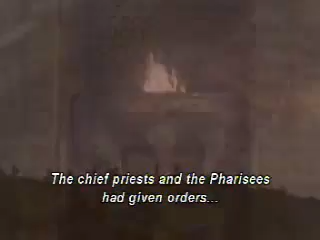 The chief priests and the Pharisees
had given orders...